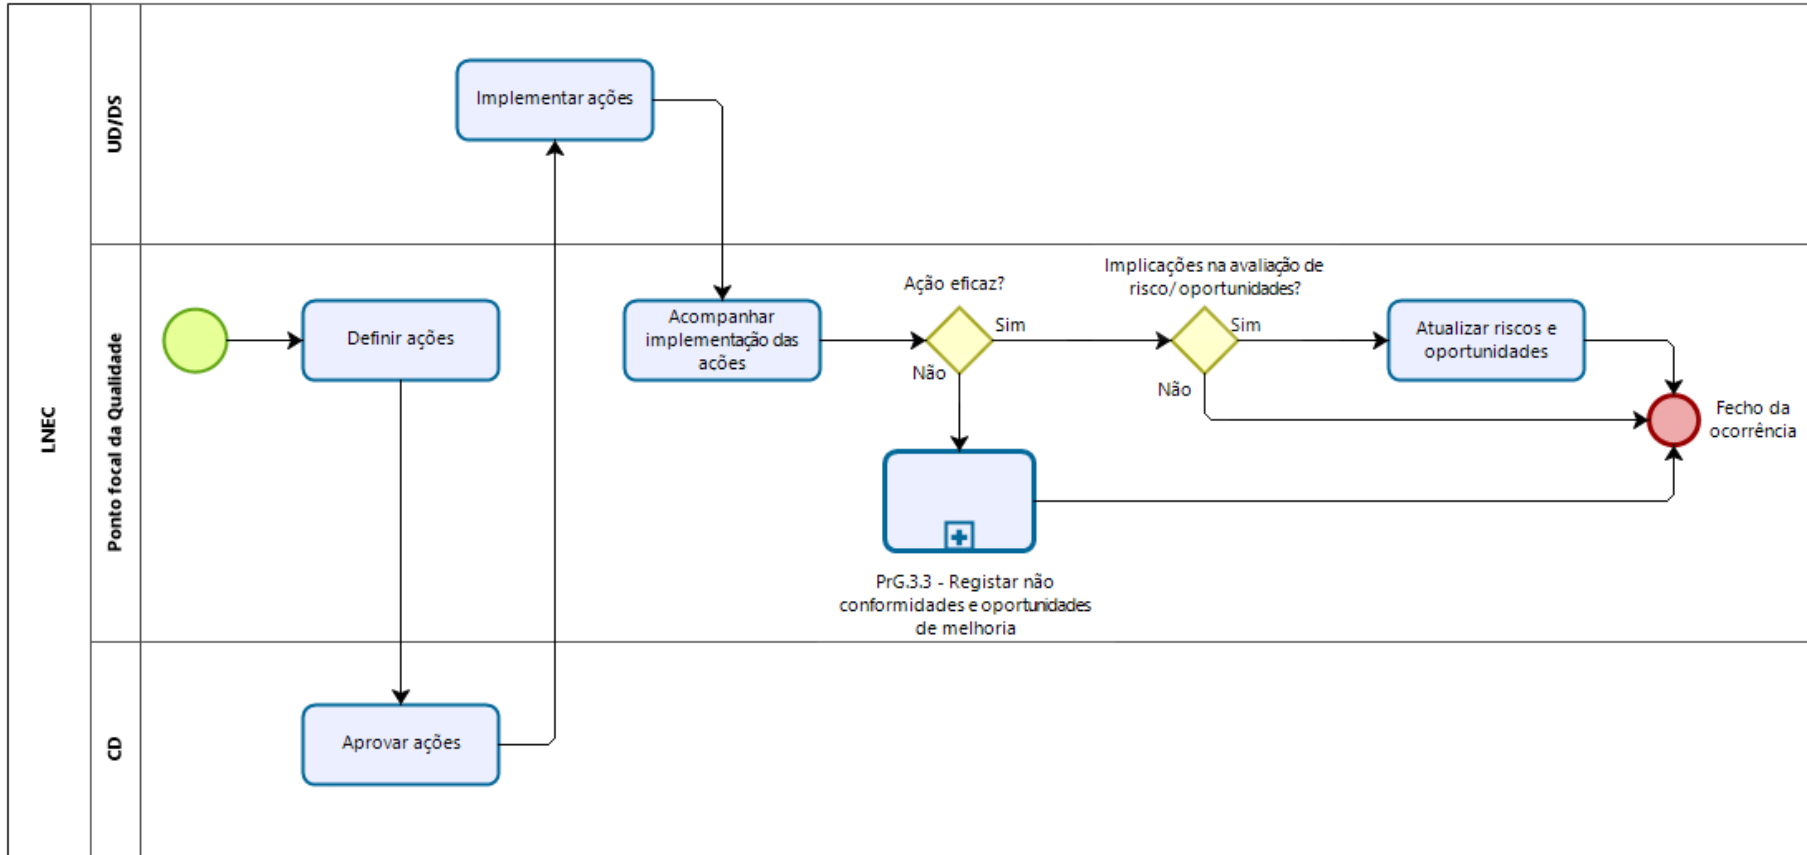 LNEC
UD/DS
Implementar ações
Ponto focal da Qualidade
Definir ações
Acompanhar
implementação das
ações
Ação eficaz?
Sim
Não
Implicações na avaliação de
risco/ oportunidades?
Sim
Não
Atualizar riscos e
oportunidades
Fecho da
ocorrência
PrG.3.3 - Registar não
conformidades e oportunidades
de melhoria
CD
Aprovar ações